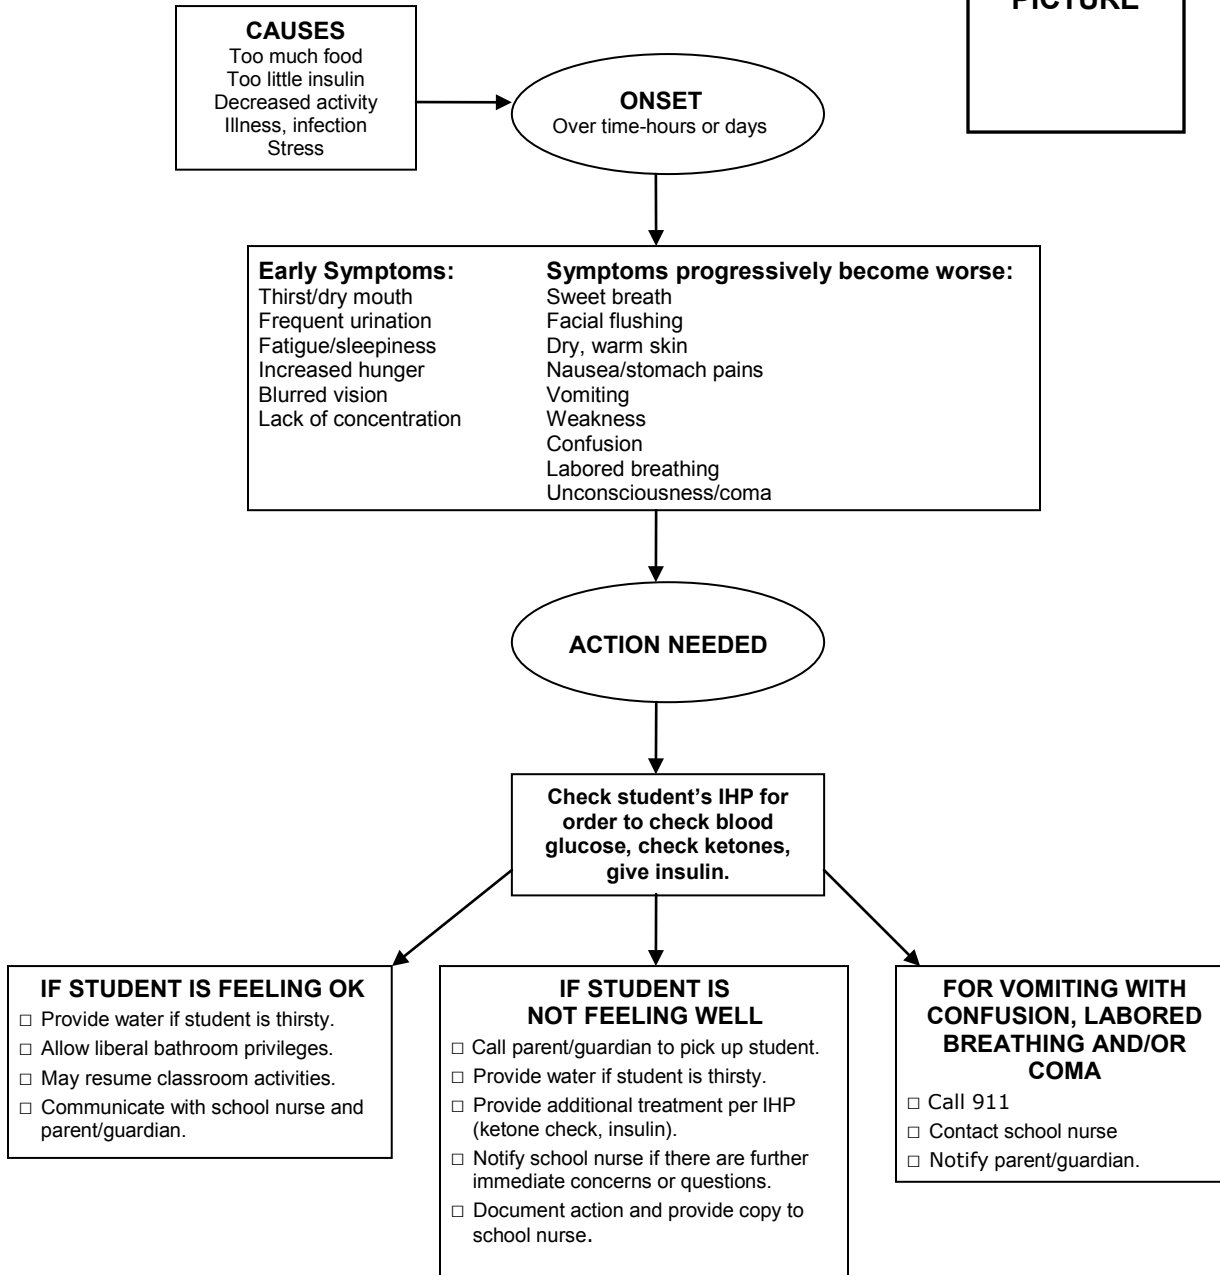 PICTURE
CAUSES
Too much food
Too little insulin
Decreased activity
Illness, infection
Stress
ONSET
Over time-hours or days
Early Symptoms:
Thirst/dry mouth
Frequent urination
Fatigue/sleepiness
Increased hunger
Blurred vision
Lack of concentration
Symptoms progressively become worse:
Sweet breath
Facial flushing
Dry, warm skin
Nausea/stomach pains
Vomiting
Weakness
Confusion
Labored breathing
Unconsciousness/coma
ACTION NEEDED
Check student’s IHP for
order to check blood
glucose, check ketones,
give insulin.
IF STUDENT IS FEELING OK
□ Provide water if student is thirsty.
□ Allow liberal bathroom privileges.
□ May resume classroom activities.
□ Communicate with school nurse and
parent/guardian.
IF STUDENT IS
NOT FEELING WELL
□ Call parent/guardian to pick up student.
□ Provide water if student is thirsty.
□ Provide additional treatment per IHP
(ketone check, insulin).
□ Notify school nurse if there are further
immediate concerns or questions.
□ Document action and provide copy to
school nurse.
FOR VOMITING WITH
CONFUSION, LABORED
BREATHING AND/OR
COMA
□ Call 911
□ Contact school nurse
□ Notify parent/guardian.